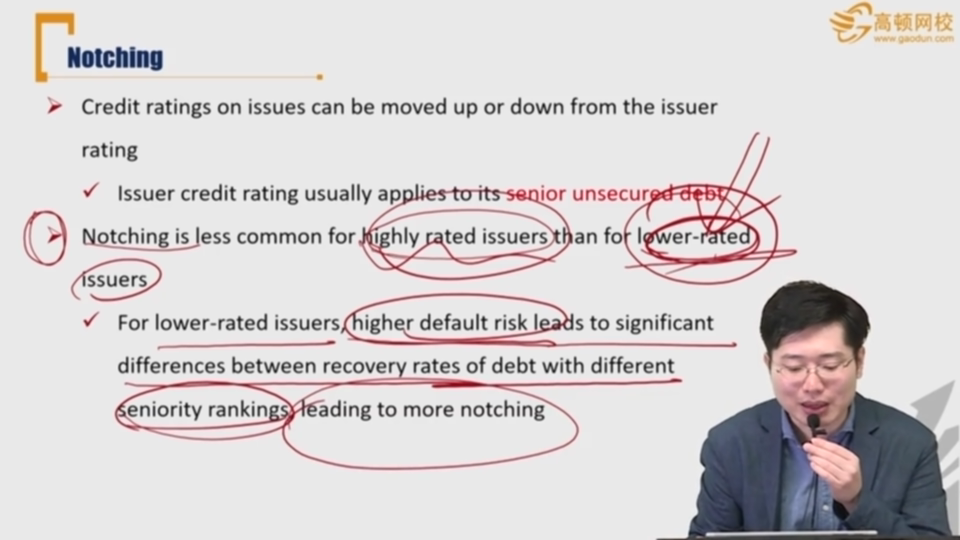 高顿网校
www.gaodun.com
Notching
Credit ratings on issues can be moved up or down from the issuer
rating
Issuer credit rating usually applies to its senior unsecured debt
Notching is less common for highly rated issuers than for lower-rated
issuers
For lower-rated issuers, higher default risk leads to significant
differences between recovery rates of debt with different
seniority rankings, leading to more notching